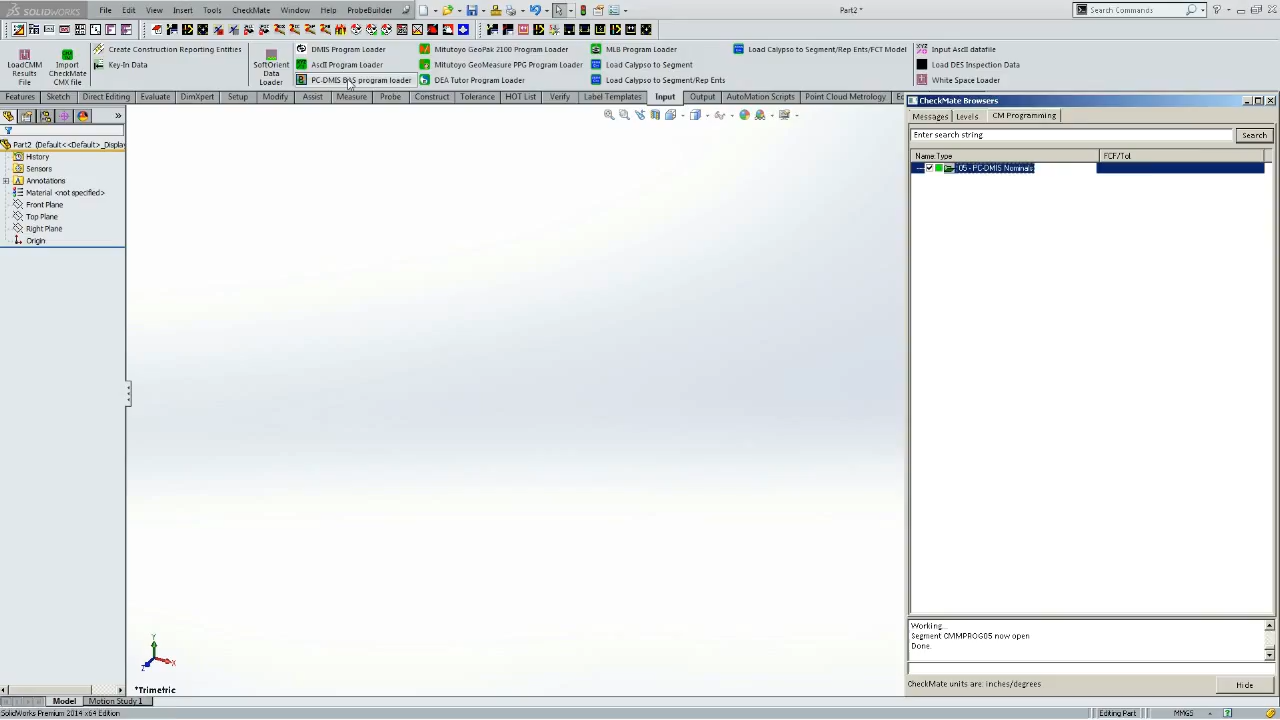 SOLIDWORKS File Edit View Insert Tools CheckMate Window Help ProbeBuilder Part2 * Search Commands
LoadCMM Results File
Import CheckMate CMX file
Create Construction Reporting Entities
Key-In Data
SoftOrient Data Loader
DMIS Program Loader
AscII Program Loader
PC-DMIS BAS program loader
Mitutoyo GeoPak 2100 Program Loader
Mitutoyo GeoMeasure PPG Program Loader
DEA Tutor Program Loader
MLB Program Loader
Load Calypso to Segment
Load Calypso to Segment/Rep Ents
Load Calypso to Segment/Rep Ents/FCT Model
Input Ascii datafile
Load DES Inspection Data
White Space Loader
Features Sketch Direct Editing Evaluate DimXpert Setup Modify Assist Measure Probe Construct Tolerance HOT List Verify Label Templates Input Output AutoMation Scripts Point Cloud Metrology
Part2 (Default<<Default>_Display
History
Sensors
Annotations
Material <not specified>
Front Plane
Top Plane
Right Plane
Origin
Y
X
Z
*Trimetric
CheckMate Browsers
Messages Levels CM Programming
Enter search string Search
Name:Type FCF/Tol
05 - PC-DMIS Nominals
Working...
Segment CMMPROG05 now open
Done.
CheckMate units are: inches/degrees Hide
Model Motion Study 1
SolidWorks Premium 2014 x64 Edition Editing Part MMGS